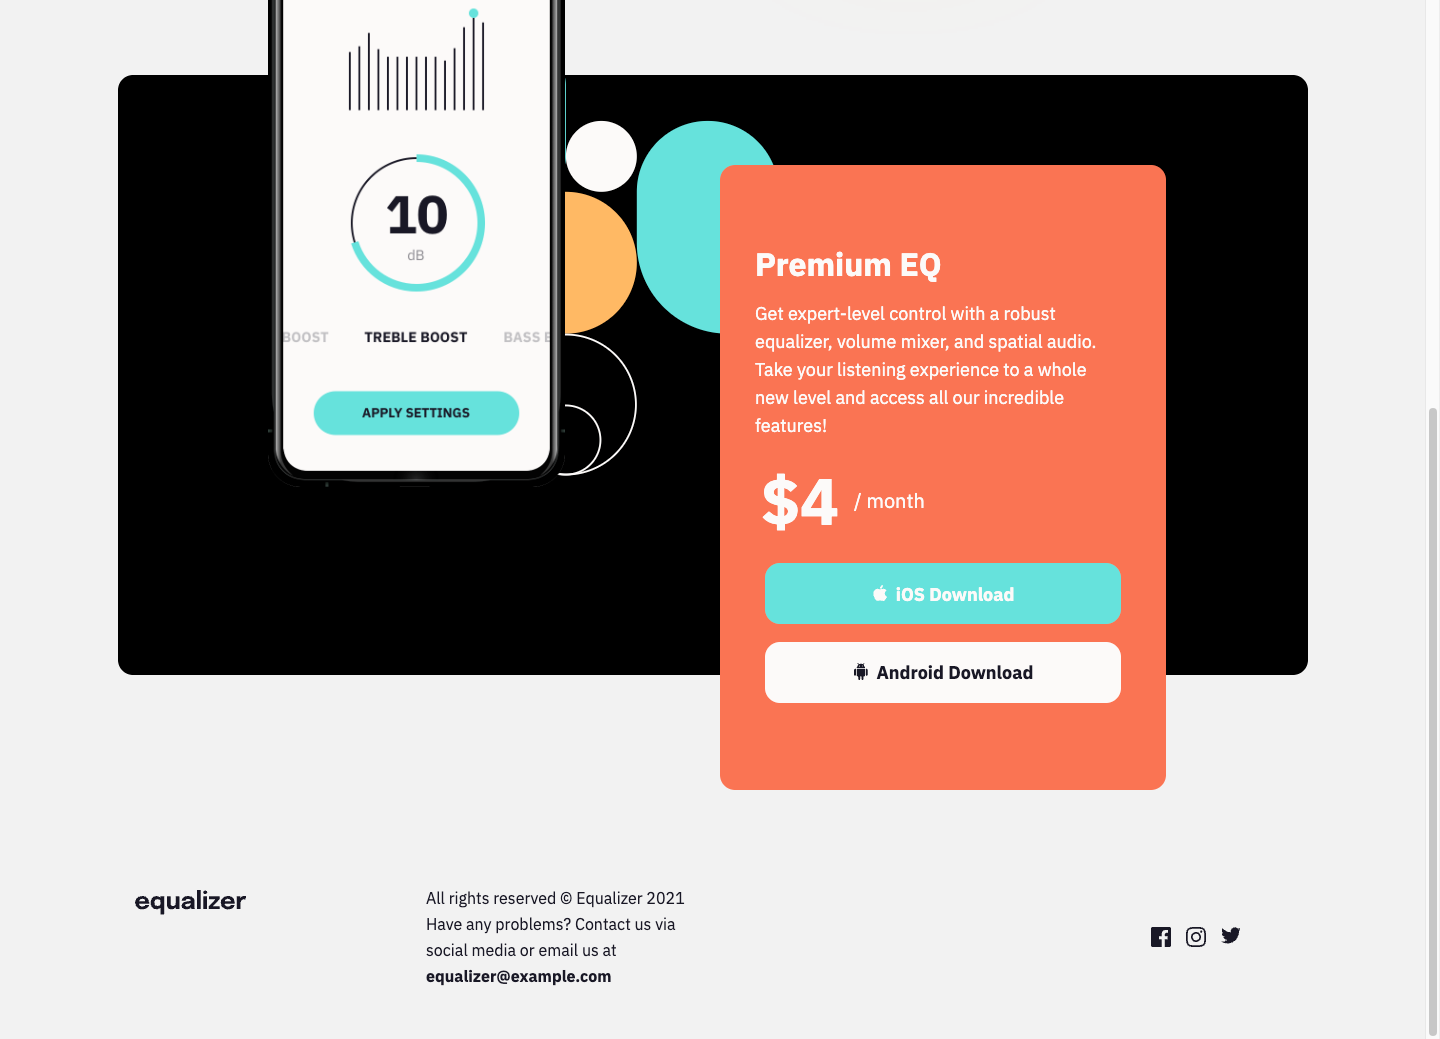 10
dB
BOOST TREBLE BOOST BASS
APPLY SETTINGS
Premium EQ
Get expert-level control with a robust
equalizer, volume mixer, and spatial audio.
Take your listening experience to a whole
new level and access all our incredible
features!
$4 / month
iOS Download
Android Download
equalizer
All rights reserved © Equalizer 2021
Have any problems? Contact us via
social media or email us at
equalizer@example.com